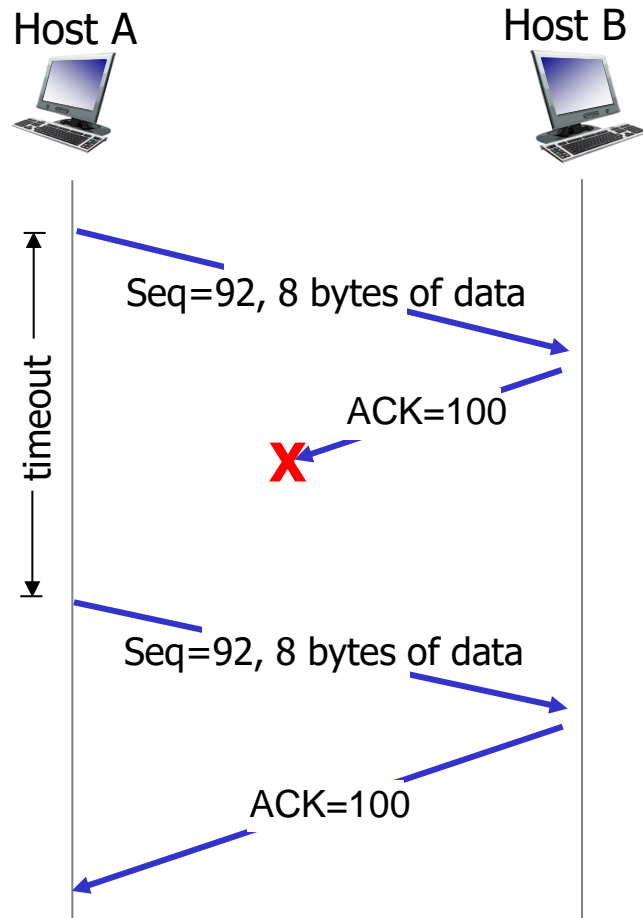 Host A
Host B
Seq=92, 8 bytes of data
ACK=100
X
timeout
Seq=92, 8 bytes of data
ACK=100